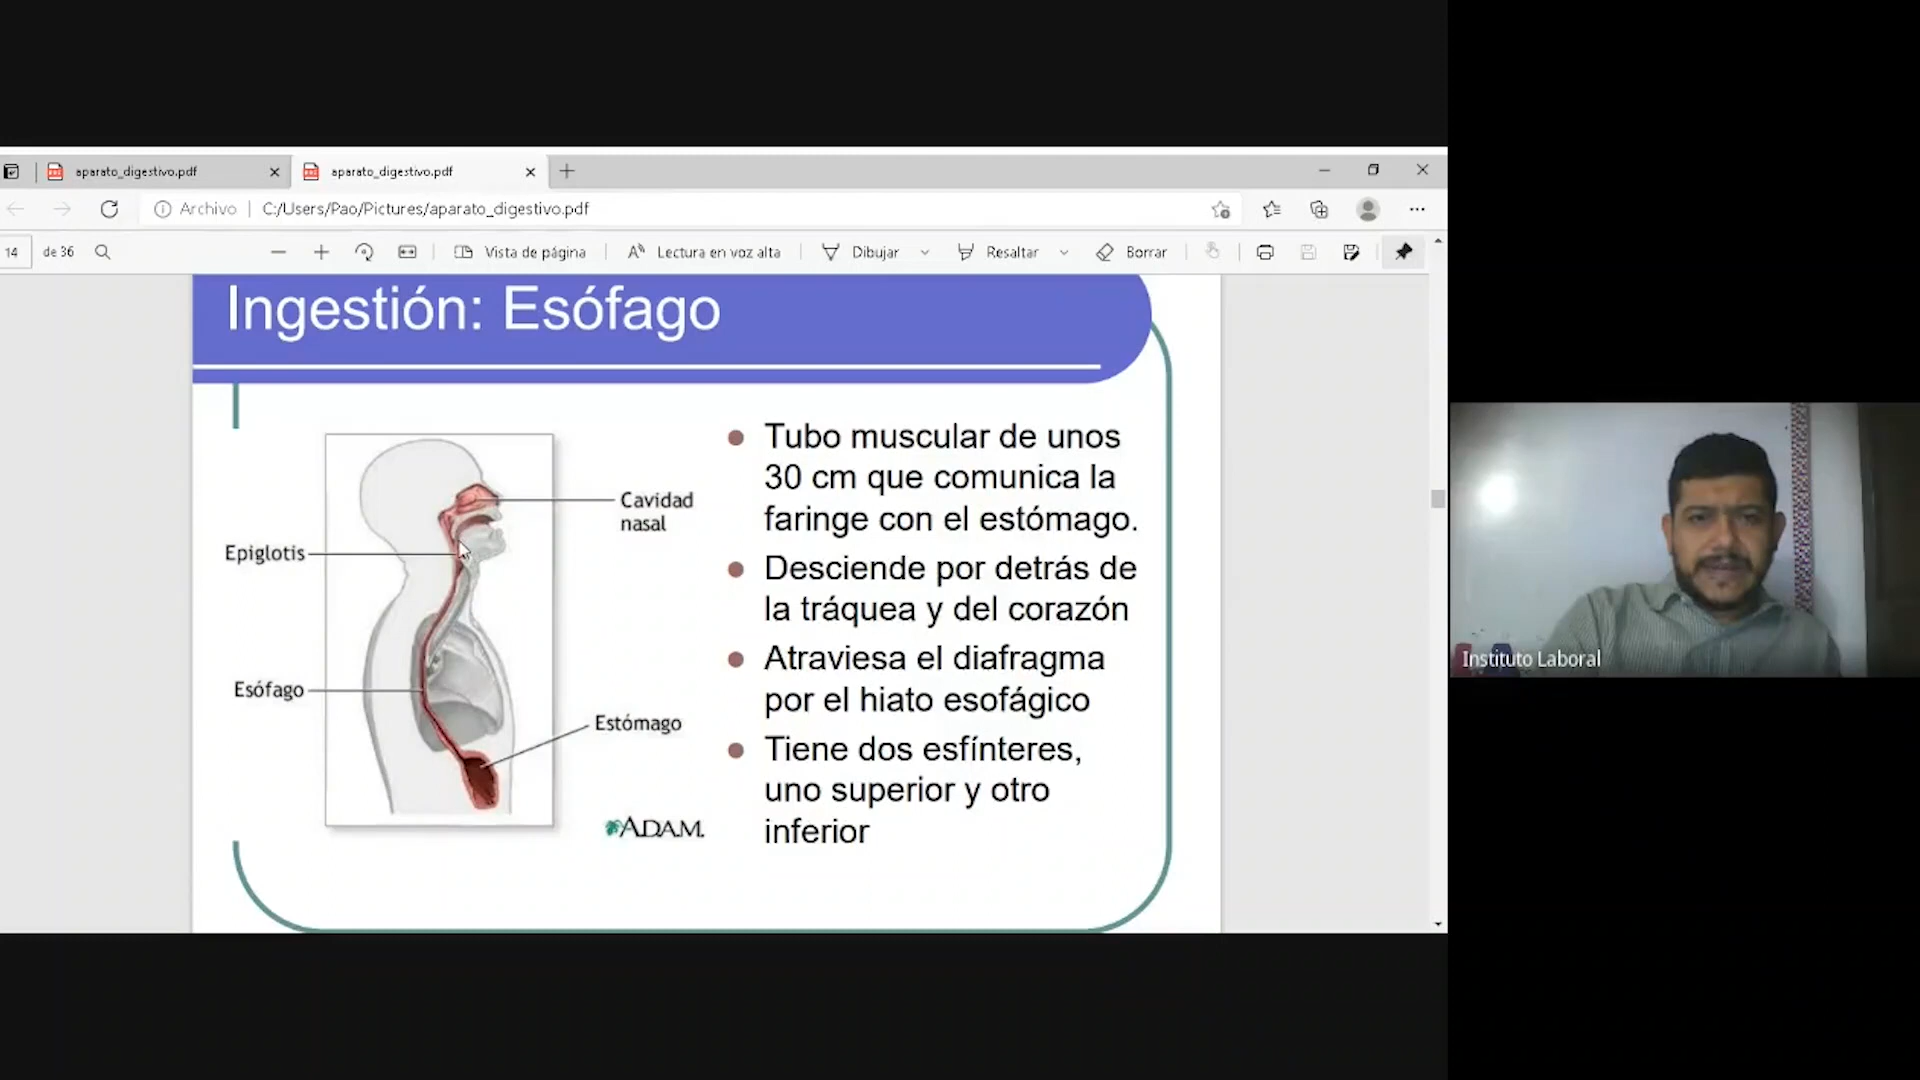 aparato_digestivo.pdf
aparato_digestivo.pdf
Archivo
C:/Users/Pao/Pictures/aparato_digestivo.pdf
14 de 36
Vista de página
Lectura en voz alta
Dibujar
Resaltar
Borrar
Ingestión: Esófago
Cavidad
nasal
Epiglotis
Esófago
Estómago
ADAM.
Tubo muscular de unos
30 cm que comunica la
faringe con el estómago.
Desciende por detrás de
la tráquea y del corazón
Atraviesa el diafragma
por el hiato esofágico
Tiene dos esfínteres,
uno superior y otro
inferior
Instituto Laboral